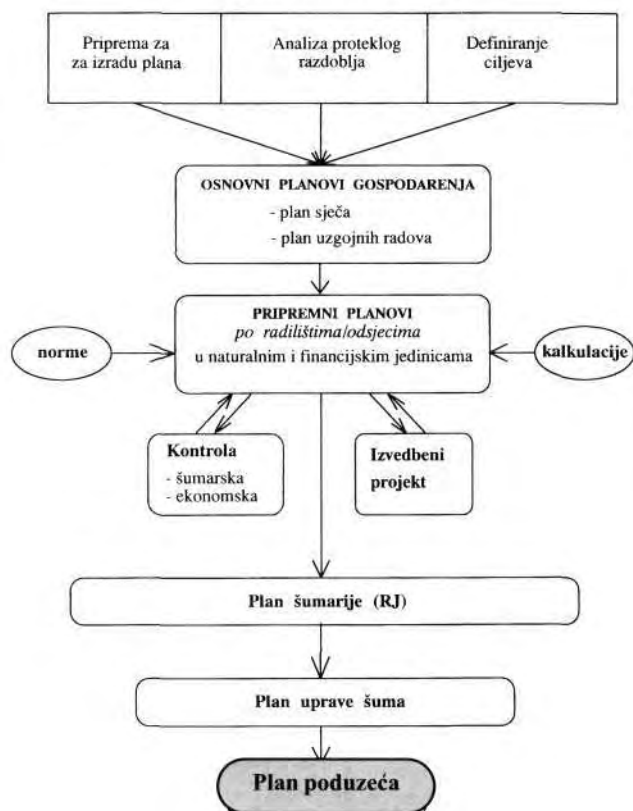 Priprema za
za izradu plana
Analiza proteklog
razdoblja
Definiranje
ciljeva
OSNOVNI PLANOVI GOSPODARENJA
- plan sječa
- plan uzgojnih radova
PRIPREMNI PLANOVI
po radilištima/odsjecima
u naturalnim i financijskim jedinicama
norme
kalkulacije
Kontrola
- šumarska
- ekonomska
Izvedbeni
projekt
Plan šumarije (RJ)
Plan uprave šuma
Plan poduzeća